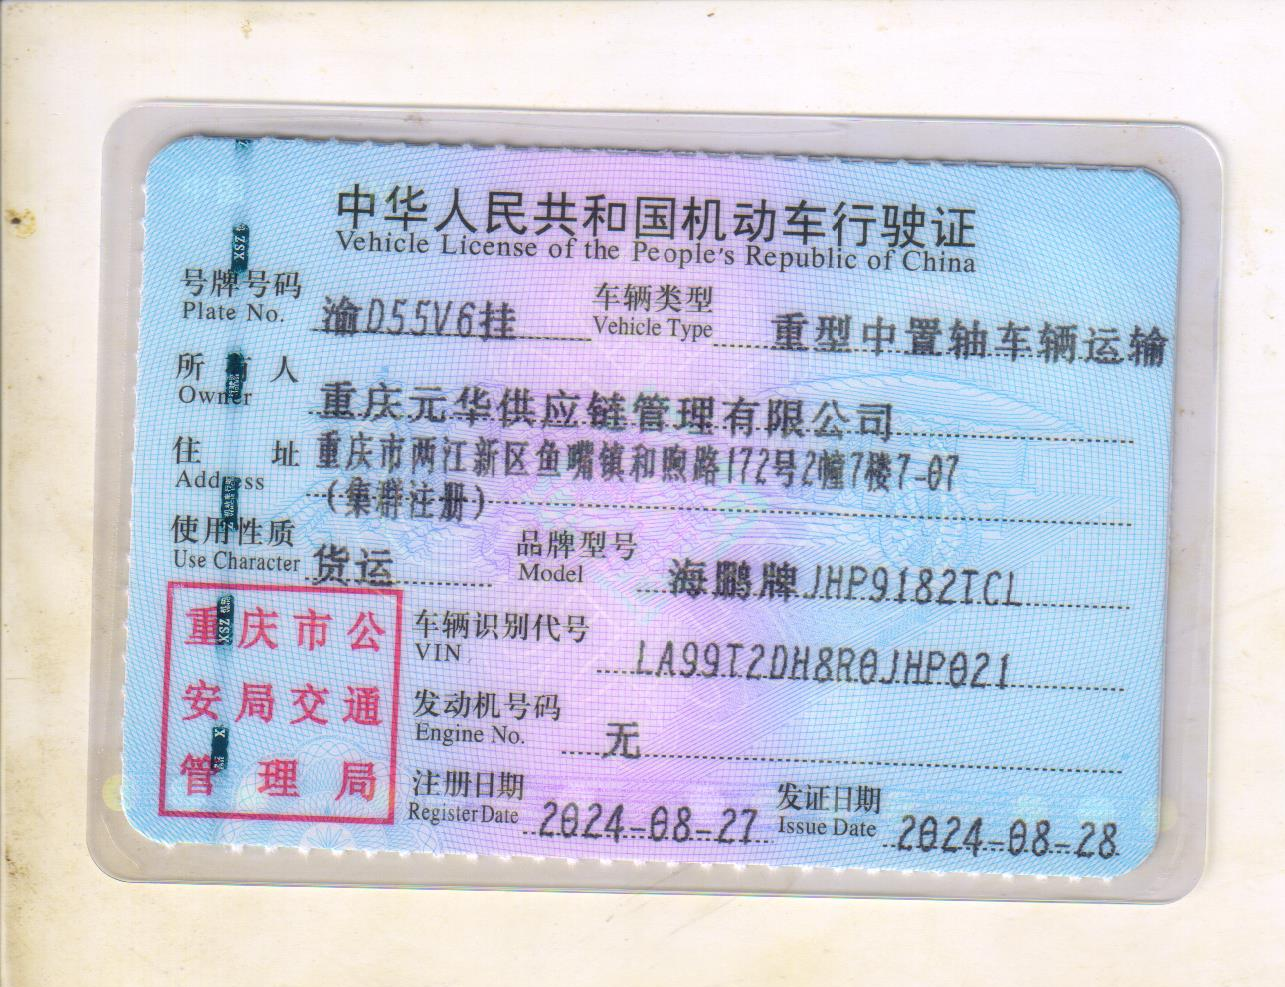 中华人民共和国机动车行驶证
Vehicle License of the People's Republic of China
号牌号码 渝D55V6挂 车辆类型 重型中置轴车辆运输
Plate No. Vehicle Type
所有人 重庆元华供应链管理有限公司
Owner
住址 重庆市两江新区鱼嘴镇和煦路172号2幢7楼7-07
Address (集群注册)
使用性质 货运 品牌型号 海鹏牌JHP9182TCL
Use Character Model
重庆市公
安局交通
管理局
车辆识别代号 LA99T2DH8R0JHP021
VIN
发动机号码 无
Engine No.
注册日期 2024-08-27 发证日期 2024-08-28
Register Date Issue Date
XSZ
XSZ